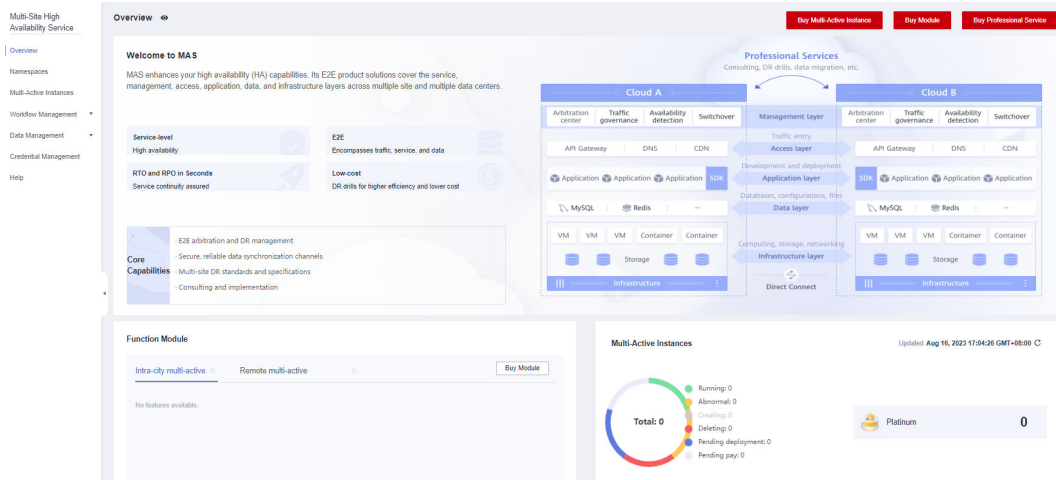 Multi-Site High
Availability Service
Overview
Namespaces
Multi-Active Instances
Workflow Management
Data Management
Credential Management
Help
Overview
Buy Multi-Active Instance
Buy Module
Buy Professional Service
Welcome to MAS
MAS enhances your high availability (HA) capabilities. Its E2E product solutions cover the service,
management, access, application, data, and infrastructure layers across multiple site and multiple data centers.
Service-level
High availability
E2E
Encompasses traffic, service, and data
RTO and RPO in Seconds
Service continuity assured
Low-cost
DR drills for higher efficiency and lower cost
Core
Capabilities
· E2E arbitration and DR management
· Secure, reliable data synchronization channels
· Multi-site DR standards and specifications
· Consulting and implementation
Professional Services
Consulting, DR drills, data migration, etc.
Cloud A
Cloud B
Arbitration center Traffic governance Availability detection Switchover
Management layer
Arbitration center Traffic governance Availability detection Switchover
Traffic entry
API Gateway DNS CDN
Access layer
API Gateway DNS CDN
Development and deployment
Application Application Application SDK
Application layer
SDK Application Application Application
Databases, configurations, files
MySQL Redis –
Data layer
MySQL Redis –
VM VM VM Container Container
VM VM VM Container Container
Computing, storage, networking
Storage
Infrastructure layer
Storage
Infrastructure
Direct Connect
Infrastructure
Function Module
Intra-city multi-active
Remote multi-active
Buy Module
No features available.
Multi-Active Instances
Updated Aug 16, 2023 17:04:26 GMT+08:00
Total: 0
Running: 0
Abnormal: 0
Creating: 0
Deleting: 0
Pending deployment: 0
Pending pay: 0
Platinum
0